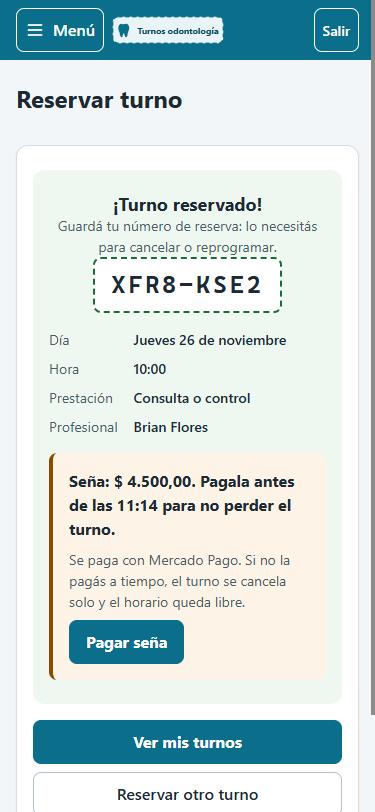 Menú
Turnos odontología
Salir
Reservar turno
¡Turno reservado!
Guardá tu número de reserva: lo necesitás
para cancelar o reprogramar.
XFR8-KSE2
Día Jueves 26 de noviembre
Hora 10:00
Prestación Consulta o control
Profesional Brian Flores
Seña: $ 4.500,00. Pagala antes
de las 11:14 para no perder el
turno.
Se paga con Mercado Pago. Si no la
pagás a tiempo, el turno se cancela
solo y el horario queda libre.
Pagar seña
Ver mis turnos
Reservar otro turno